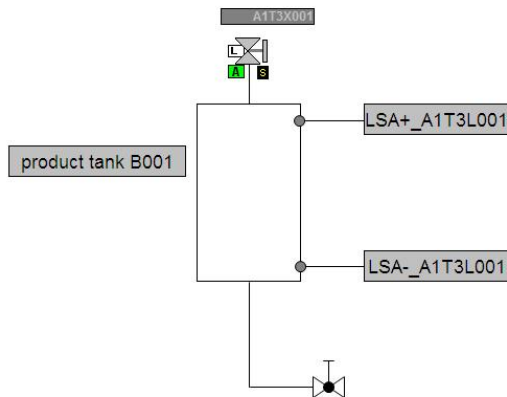 A1T3X001
L
A
S
LSA+_A1T3L001
product tank B001
LSA-_A1T3L001